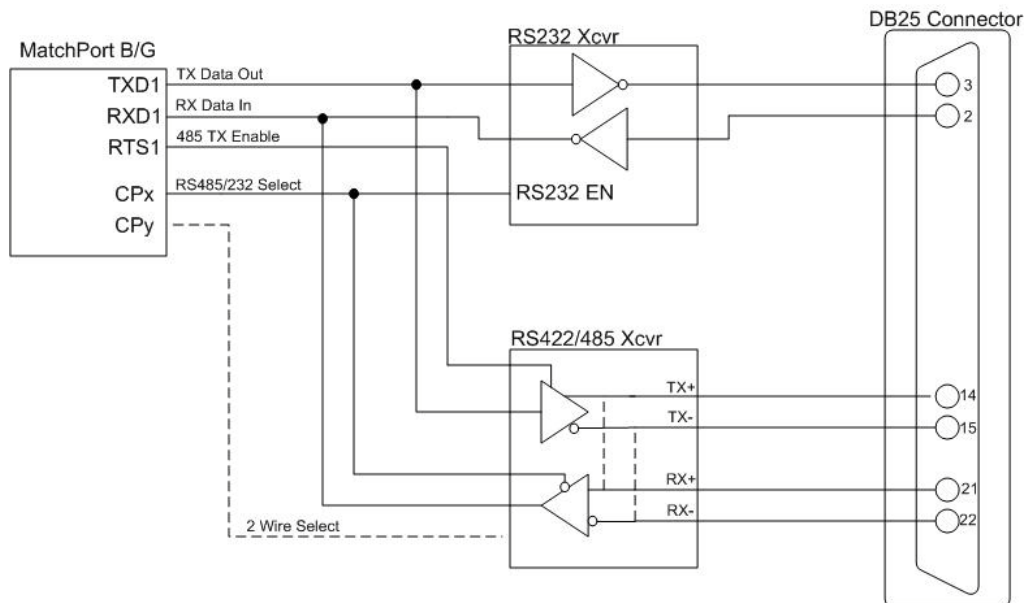 DB25 Connector
MatchPort B/G
RS232 Xcvr
TXD1
TX Data Out
3
RXD1
RX Data In
2
RTS1
485 TX Enable
CPx
RS485/232 Select
RS232 EN
CPy
RS422/485 Xcvr
TX+
14
TX-
15
RX+
21
RX-
22
2 Wire Select